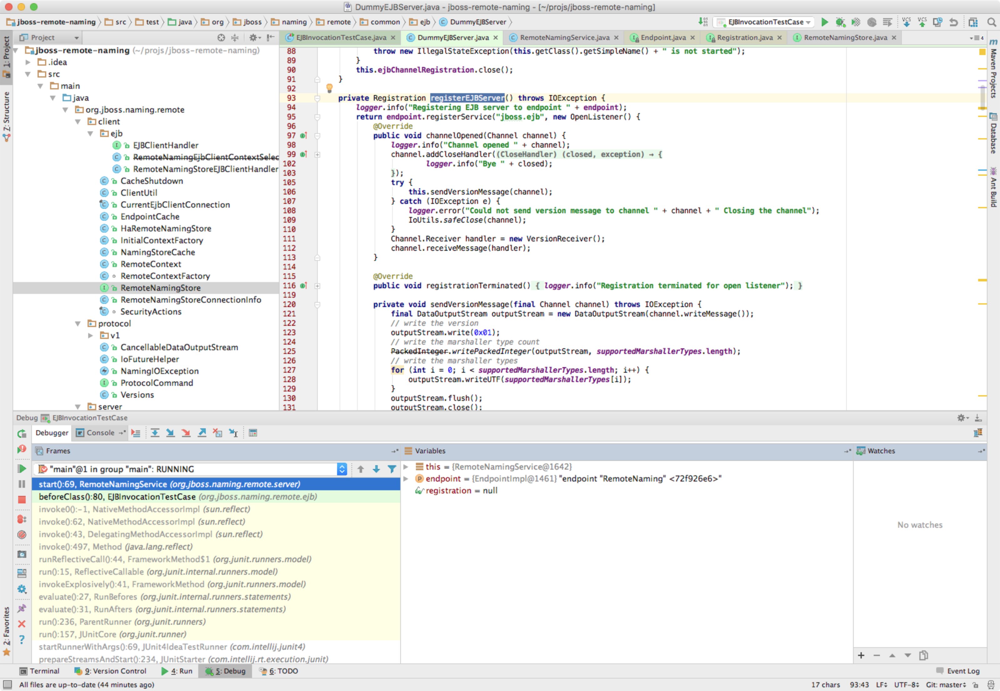 DummyEJBServer.java - jboss-remote-naming - [~/projs/jboss-remote-naming]
jboss-remote-naming src test java org jboss naming remote common ejb DummyEJBServer
EJBInvocationTestCase VCS VCS
1: Project
Z: Structure
2: Favorites
Project
EJBInvocationTestCase.java DummyEJBServer.java RemoteNamingService.java Endpoint.java Registration.java RemoteNamingStore.java 4
jboss-remote-naming (~/projs/jboss-remote-naming)
.idea
src
main
java
org.jboss.naming.remote
client
ejb
EJBClientHandler
RemoteNamingEjbClientContextSelec
RemoteNamingStoreEJBClientHandler
CacheShutdown
ClientUtil
CurrentEjbClientConnection
EndpointCache
HaRemoteNamingStore
InitialContextFactory
NamingStoreCache
RemoteContext
RemoteContextFactory
RemoteNamingStore
RemoteNamingStoreConnectionInfo
SecurityActions
protocol
v1
CancellableDataOutputStream
IoFutureHelper
NamingIOException
ProtocolCommand
Versions
server
88 throw new IllegalStateException(this.getClass().getSimpleName() + " is not started");
89 }
90 this.ejbChannelRegistration.close();
91 }
92
93 private Registration registerEJBServer() throws IOException {
94 logger.info("Registering EJB server to endpoint " + endpoint);
95 return endpoint.registerService("jboss.ejb", new OpenListener() {
96 @Override
97 public void channelOpened(Channel channel) {
98 logger.info("Channel opened " + channel);
99 channel.addCloseHandler((CloseHandler) (closed, exception) → {
102 logger.info("Bye " + closed);
103 });
105 try {
106 this.sendVersionMessage(channel);
107 } catch (IOException e) {
108 logger.error("Could not send version message to channel " + channel + " Closing the channel");
109 IoUtils.safeClose(channel);
110 }
111 Channel.Receiver handler = new VersionReceiver();
112 channel.receiveMessage(handler);
113 }
114
115 @Override
116 public void registrationTerminated() { logger.info("Registration terminated for open listener"); }
119
120 private void sendVersionMessage(final Channel channel) throws IOException {
121 final DataOutputStream outputStream = new DataOutputStream(channel.writeMessage());
122 // write the version
123 outputStream.write(0x01);
124 // write the marshaller type count
125 PackedInteger.writePackedInteger(outputStream, supportedMarshallerTypes.length);
126 // write the marshaller types
127 for (int i = 0; i < supportedMarshallerTypes.length; i++) {
128 outputStream.writeUTF(supportedMarshallerTypes[i]);
129 }
130 outputStream.flush();
131 outputStream.close();
Maven Projects
Database
Ant Build
Debug EJBInvocationTestCase
Debugger Console
Frames
"main"@1 in group "main": RUNNING
start():69, RemoteNamingService (org.jboss.naming.remote.server)
beforeClass():80, EJBInvocationTestCase (org.jboss.naming.remote.ejb)
invoke0():-1, NativeMethodAccessorImpl (sun.reflect)
invoke():62, NativeMethodAccessorImpl (sun.reflect)
invoke():43, DelegatingMethodAccessorImpl (sun.reflect)
invoke():497, Method (java.lang.reflect)
runReflectiveCall():44, FrameworkMethod$1 (org.junit.runners.model)
run():15, ReflectiveCallable (org.junit.internal.runners.model)
invokeExplosively():41, FrameworkMethod (org.junit.runners.model)
evaluate():27, RunBefores (org.junit.internal.runners.statements)
evaluate():31, RunAfters (org.junit.internal.runners.statements)
run():236, ParentRunner (org.junit.runners)
run():157, JUnitCore (org.junit.runner)
startRunnerWithArgs():69, JUnit4IdeaTestRunner (com.intellij.junit4)
prepareStreamsAndStart():234, JUnitStarter (com.intellij.rt.execution.junit)
Variables
this = {RemoteNamingService@1642}
endpoint = {EndpointImpl@1461} "endpoint "RemoteNaming" <72f926e6>"
registration = null
Watches
No watches
Terminal 9: Version Control 4: Run 5: Debug 6: TODO Event Log
All files are up-to-date (44 minutes ago) 17 chars 93:43 LF UTF-8 Git: master